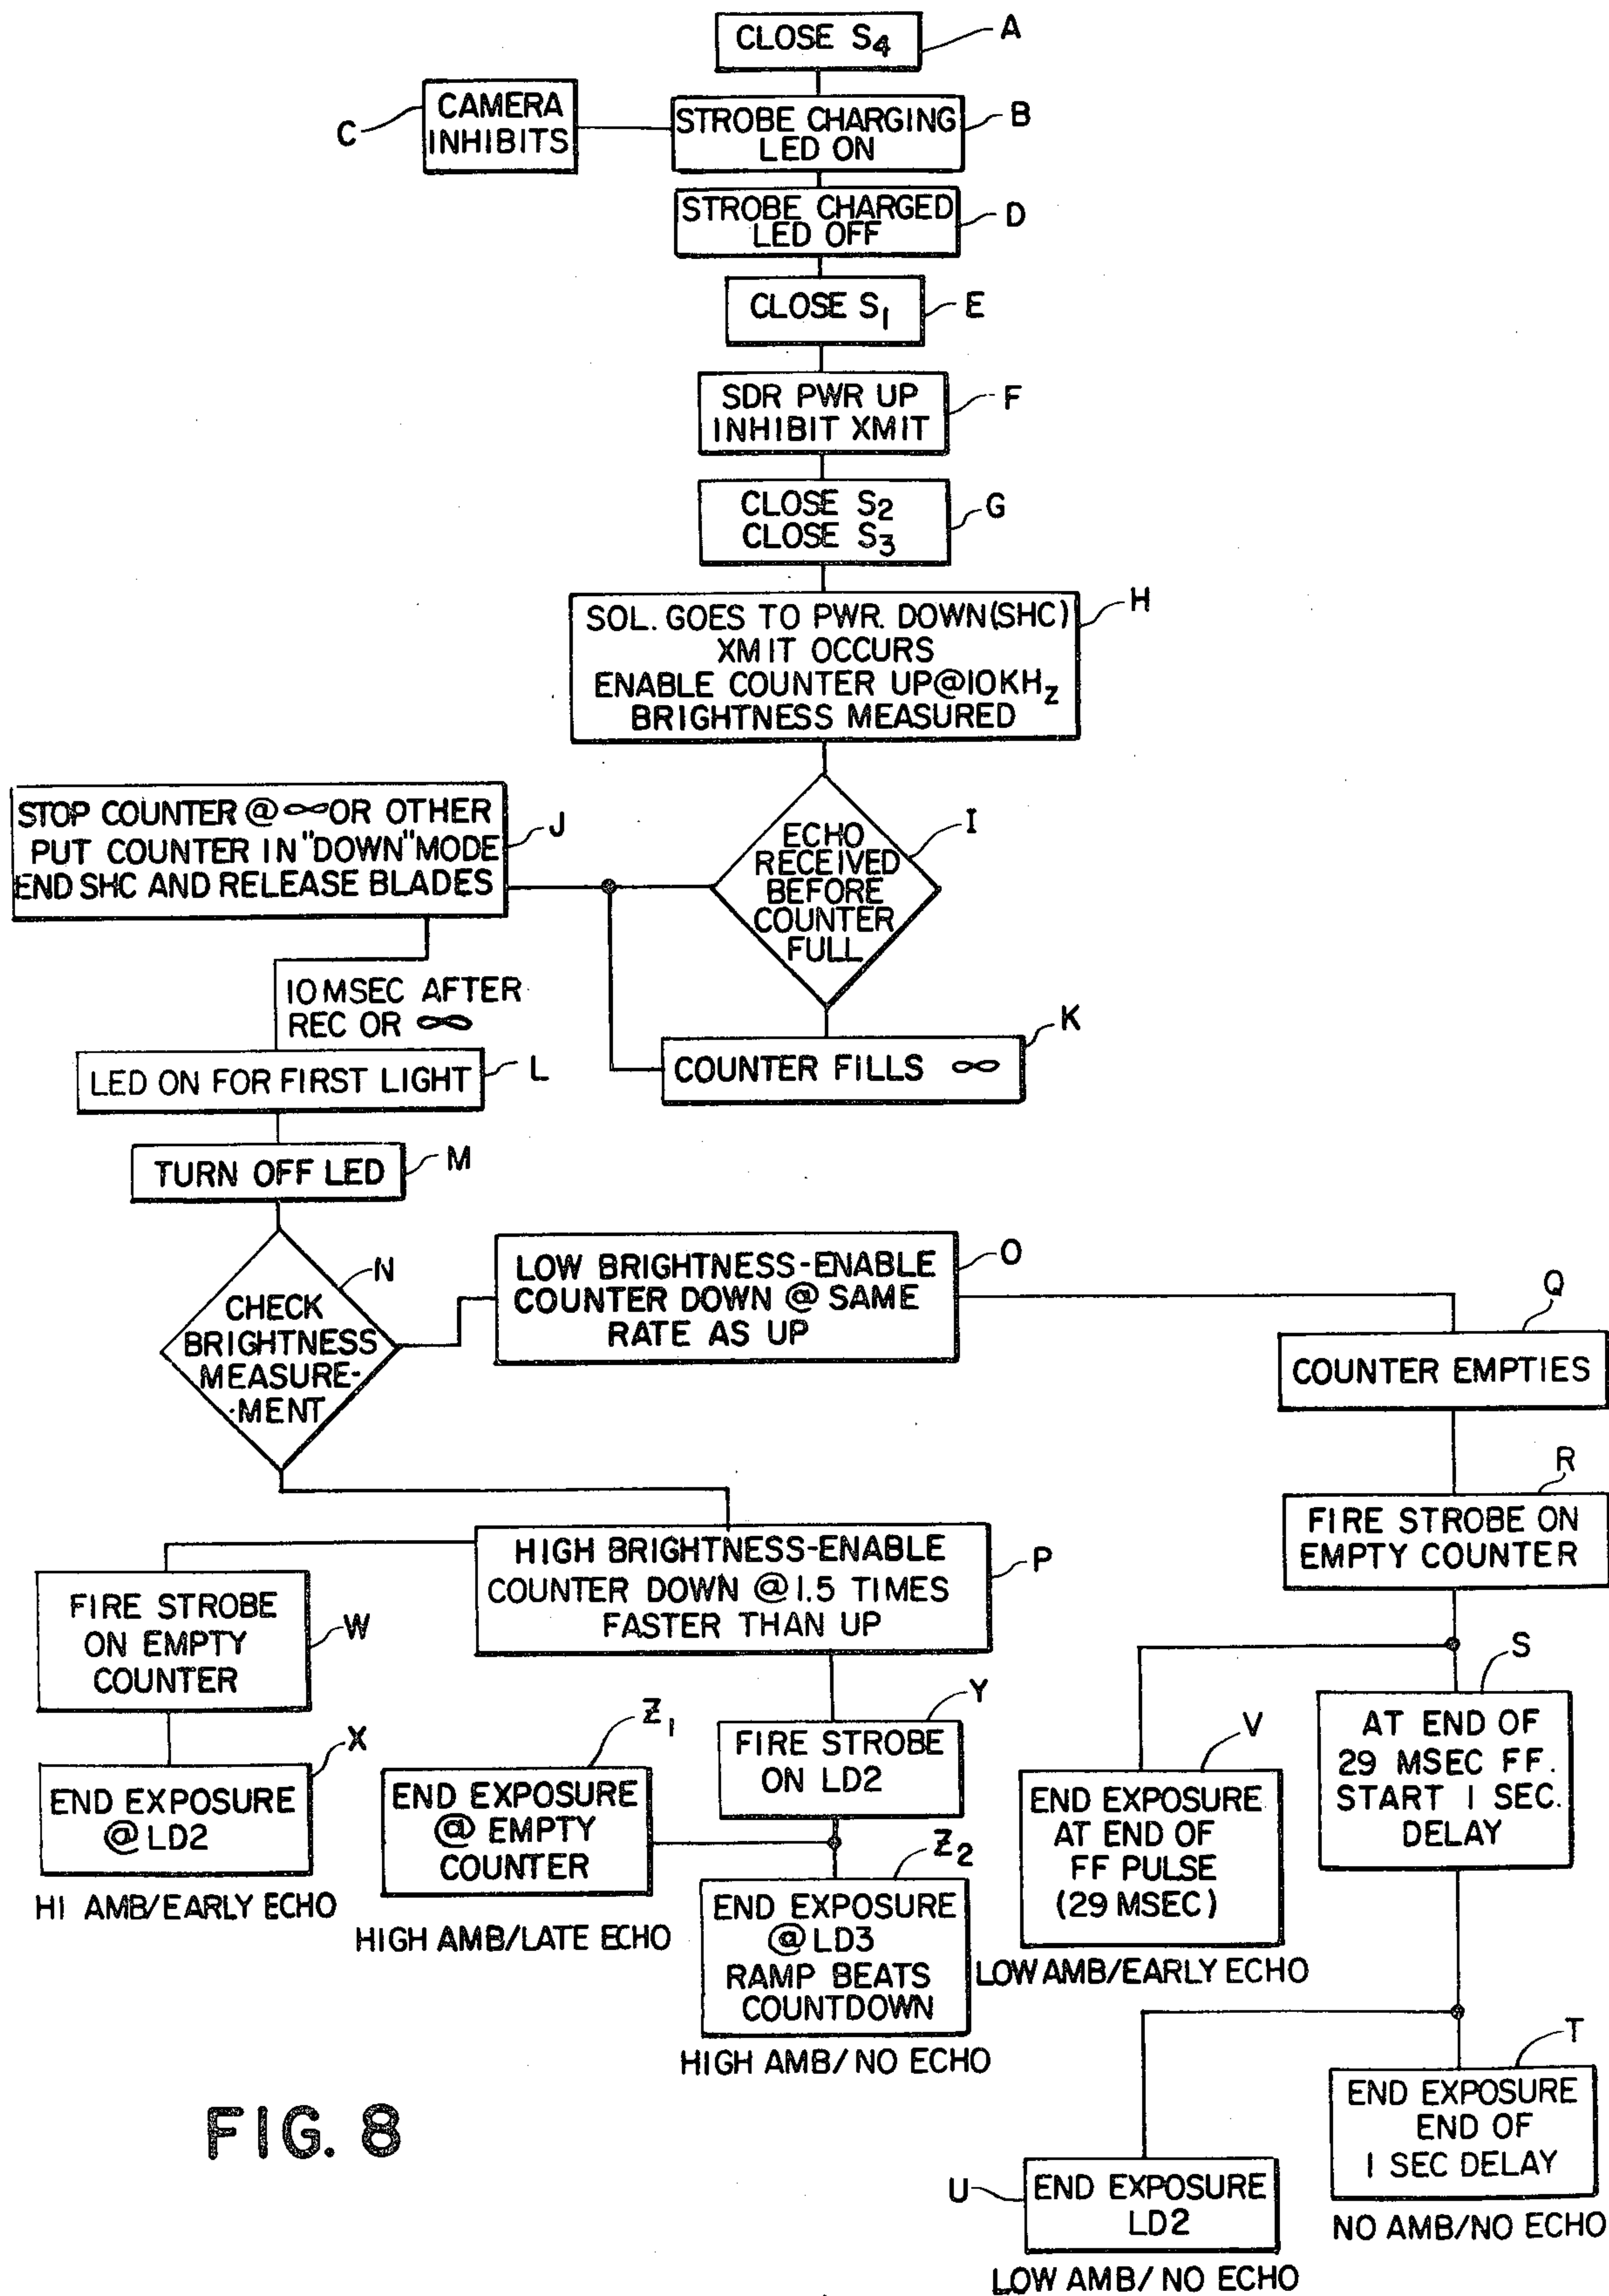 CLOSE S4
A
CAMERA
INHIBITS
C
STROBE CHARGING
LED ON
B
STROBE CHARGED
LED OFF
D
CLOSE S1
E
SDR PWR UP
INHIBIT XMIT
F
CLOSE S2
CLOSE S3
G
SOL. GOES TO PWR. DOWN(SHC)
XMIT OCCURS
ENABLE COUNTER UP@10KHz
BRIGHTNESS MEASURED
H
STOP COUNTER @ ∞ OR OTHER
PUT COUNTER IN "DOWN" MODE
END SHC AND RELEASE BLADES
J
ECHO
RECEIVED
BEFORE
COUNTER
FULL
I
10 MSEC AFTER
REC OR ∞
COUNTER FILLS ∞
K
LED ON FOR FIRST LIGHT
L
TURN OFF LED
M
CHECK
BRIGHTNESS
MEASURE-
-MENT
N
LOW BRIGHTNESS-ENABLE
COUNTER DOWN @ SAME
RATE AS UP
O
COUNTER EMPTIES
Q
FIRE STROBE ON
EMPTY COUNTER
R
HIGH BRIGHTNESS-ENABLE
COUNTER DOWN @ 1.5 TIMES
FASTER THAN UP
P
FIRE STROBE
ON EMPTY
COUNTER
W
END EXPOSURE
@ LD2
X
HI AMB/EARLY ECHO
FIRE STROBE
ON LD2
Y
END EXPOSURE
@ EMPTY
COUNTER
Z1
HIGH AMB/LATE ECHO
END EXPOSURE
@ LD3
RAMP BEATS
COUNTDOWN
Z2
HIGH AMB/ NO ECHO
END EXPOSURE
AT END OF
FF PULSE
(29 MSEC)
V
LOW AMB/EARLY ECHO
AT END OF
29 MSEC FF.
START 1 SEC.
DELAY
S
END EXPOSURE
END OF
1 SEC DELAY
T
NO AMB/NO ECHO
END EXPOSURE
LD2
U
LOW AMB/ NO ECHO
FIG. 8